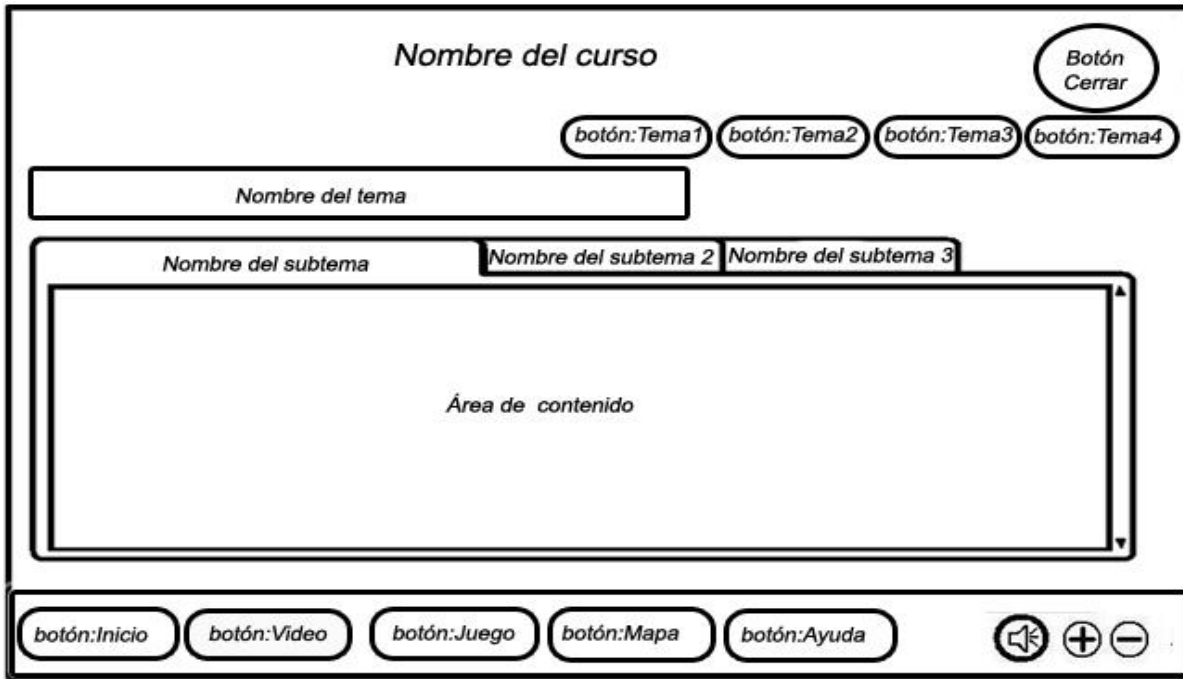 Nombre del curso
Botón
Cerrar
botón:Tema1
botón:Tema2
botón:Tema3
botón:Tema4
Nombre del tema
Nombre del subtema
Nombre del subtema 2
Nombre del subtema 3
Área de contenido
botón:Inicio
botón:Video
botón:Juego
botón:Mapa
botón:Ayuda